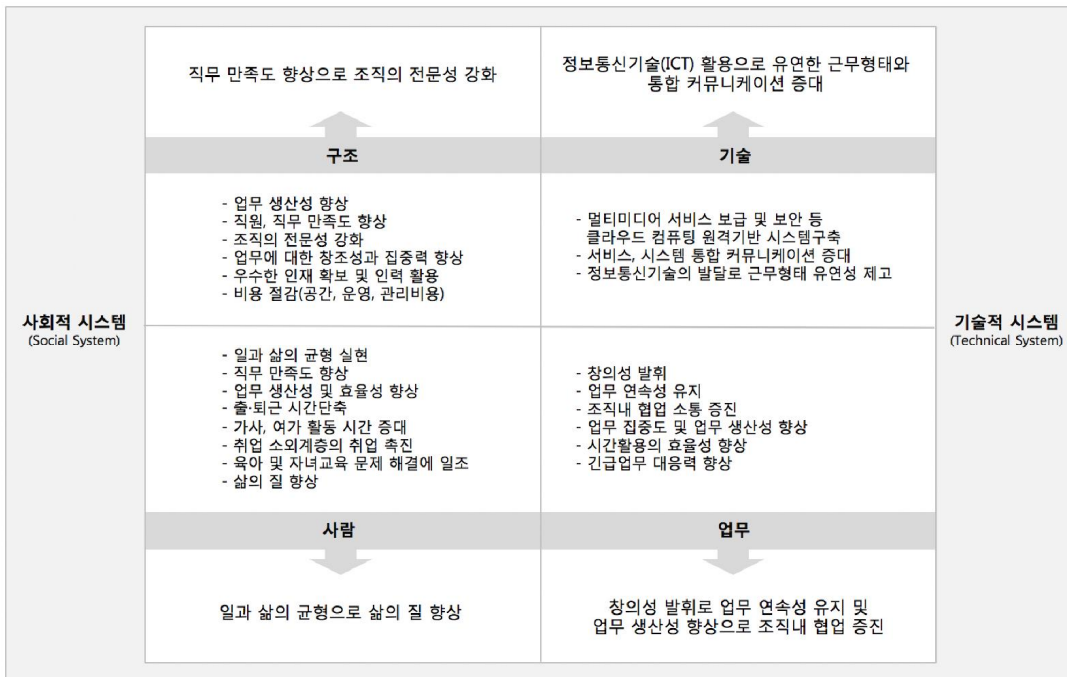 직무 만족도 향상으로 조직의 전문성 강화
정보통신기술(ICT) 활용으로 유연한 근무형태와
통합 커뮤니케이션 증대
구조
기술
- 업무 생산성 향상
- 직원, 직무 만족도 향상
- 조직의 전문성 강화
- 업무에 대한 창조성과 집중력 향상
- 우수한 인재 확보 및 인력 활용
- 비용 절감(공간, 운영, 관리비용)
- 멀티미디어 서비스 보급 및 보안 등
클라우드 컴퓨팅 원격기반 시스템구축
- 서비스, 시스템 통합 커뮤니케이션 증대
- 정보통신기술의 발달로 근무형태 유연성 제고
사회적 시스템
(Social System)
기술적 시스템
(Technical System)
- 일과 삶의 균형 실현
- 직무 만족도 향상
- 업무 생산성 및 효율성 향상
- 출·퇴근 시간단축
- 가사, 여가 활동 시간 증대
- 취업 소외계층의 취업 촉진
- 육아 및 자녀교육 문제 해결에 일조
- 삶의 질 향상
- 창의성 발휘
- 업무 연속성 유지
- 조직내 협업 소통 증진
- 업무 집중도 및 업무 생산성 향상
- 시간활용의 효율성 향상
- 긴급업무 대응력 향상
사람
업무
일과 삶의 균형으로 삶의 질 향상
창의성 발휘로 업무 연속성 유지 및
업무 생산성 향상으로 조직내 협업 증진